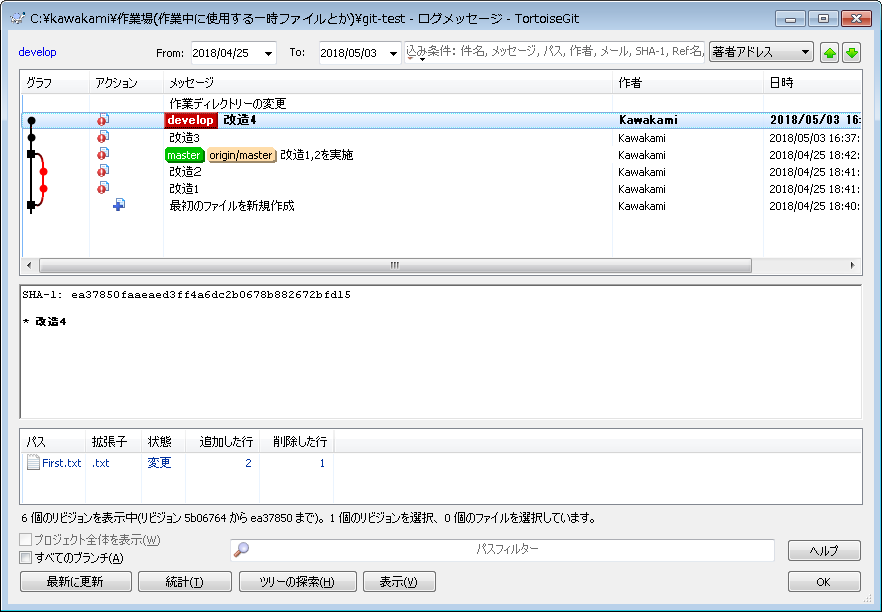 C:¥kawakami¥作業場(作業中に使用する一時ファイルとか)¥git-test - ログメッセージ - TortoiseGit
develop From: 2018/04/25 To: 2018/05/03 込み条件: 件名, メッセージ, パス, 作者, メール, SHA-1, Ref名, 著者アドレス
グラフ アクション メッセージ 作者 日時
作業ディレクトリーの変更
develop 改造4 Kawakami 2018/05/03 16:
改造3 Kawakami 2018/05/03 16:37:
master origin/master 改造1,2を実施 Kawakami 2018/04/25 18:42:
改造2 Kawakami 2018/04/25 18:41:
改造1 Kawakami 2018/04/25 18:41:
最初のファイルを新規作成 Kawakami 2018/04/25 18:40:
SHA-1: ea37850faaeaed3ff4a6dc2b0678b882672bfd15
* 改造4
パス 拡張子 状態 追加した行 削除した行
First.txt .txt 変更 2 1
6 個のリビジョンを表示中(リビジョン 5b06764 から ea37850 まで)。1 個のリビジョンを選択、0 個のファイルを選択しています。
プロジェクト全体を表示(W)
すべてのブランチ(A) パスフィルター ヘルプ
最新に更新 統計(T) ツリーの探索(H) 表示(V) OK